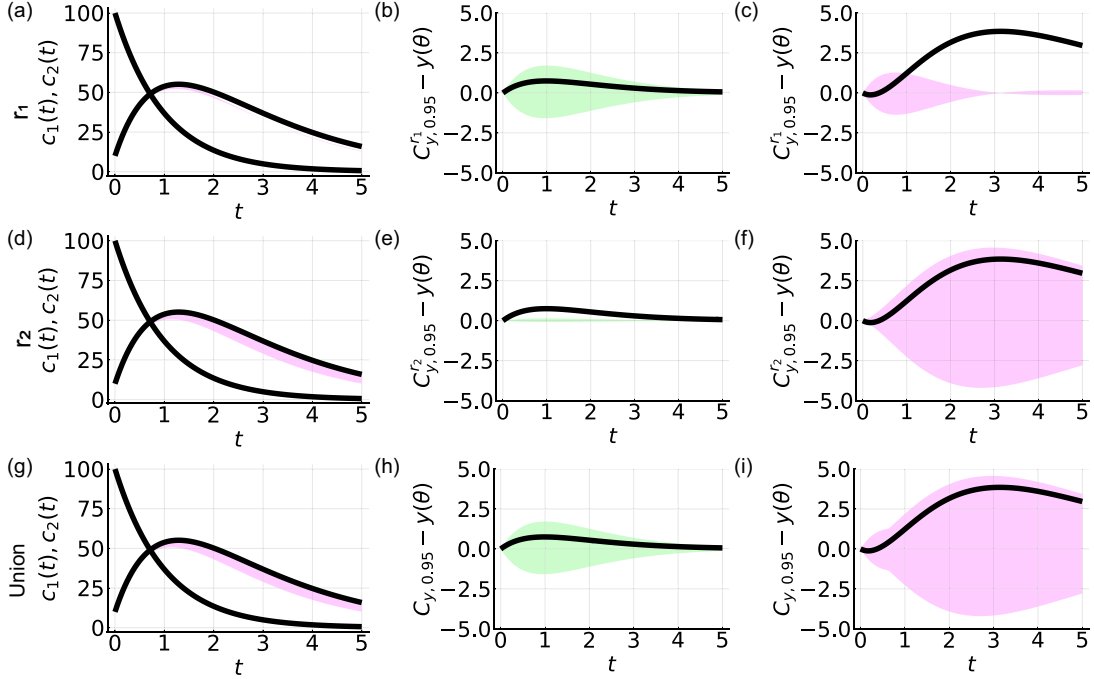 (a)
r₁
c₁(t), c₂(t)
100
75
50
25
0
0 1 2 3 4 5
t
(b)
C^{r₁}_{y, 0.95} − y(θ)
5.0
2.5
0.0
−2.5
−5.0
0 1 2 3 4 5
t
(c)
C^{r₁}_{y, 0.95} − y(θ)
5.0
2.5
0.0
−2.5
−5.0
0 1 2 3 4 5
t
(d)
r₂
c₁(t), c₂(t)
100
75
50
25
0
0 1 2 3 4 5
t
(e)
C^{r₂}_{y, 0.95} − y(θ)
5.0
2.5
0.0
−2.5
−5.0
0 1 2 3 4 5
t
(f)
C^{r₂}_{y, 0.95} − y(θ)
5.0
2.5
0.0
−2.5
−5.0
0 1 2 3 4 5
t
(g)
Union
c₁(t), c₂(t)
100
75
50
25
0
0 1 2 3 4 5
t
(h)
C_{y, 0.95} − y(θ)
5.0
2.5
0.0
−2.5
−5.0
0 1 2 3 4 5
t
(i)
C_{y, 0.95} − y(θ)
5.0
2.5
0.0
−2.5
−5.0
0 1 2 3 4 5
t